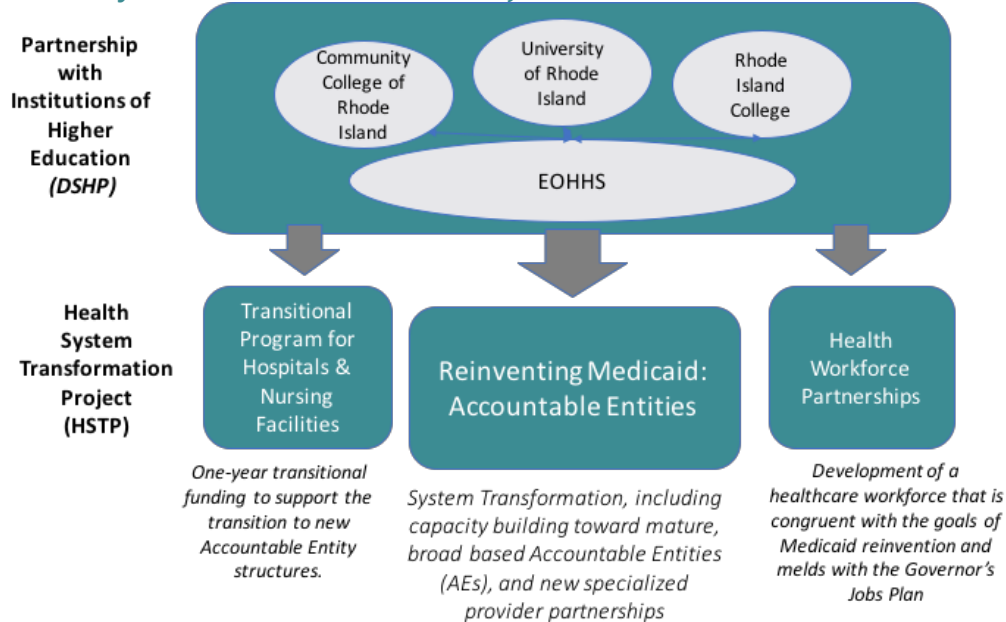 Partnership
with
Institutions of
Higher
Education
(DSHP)
Community
College of
Rhode
Island
University
of Rhode
Island
Rhode
Island
College
EOHHS
Health
System
Transformation
Project
(HSTP)
Transitional
Program for
Hospitals &
Nursing
Facilities
Reinventing Medicaid:
Accountable Entities
Health
Workforce
Partnerships
One-year transitional
funding to support the
transition to new
Accountable Entity
structures.
System Transformation, including
capacity building toward mature,
broad based Accountable Entities
(AEs), and new specialized
provider partnerships
Development of a
healthcare workforce that is
congruent with the goals of
Medicaid reinvention and
melds with the Governor’s
Jobs Plan